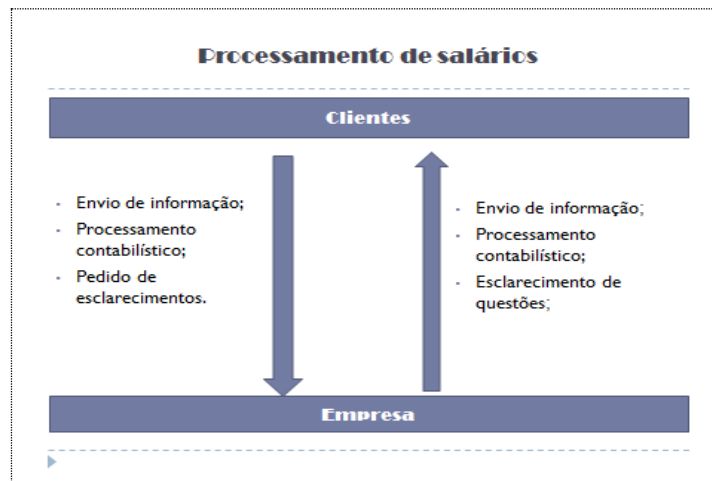 Processamento de salários
Clientes
- Envio de informação;
- Processamento
contabilístico;
- Pedido de
esclarecimentos.
- Envio de informação;
- Processamento
contabilístico;
- Esclarecimento de
questões;
Empresa